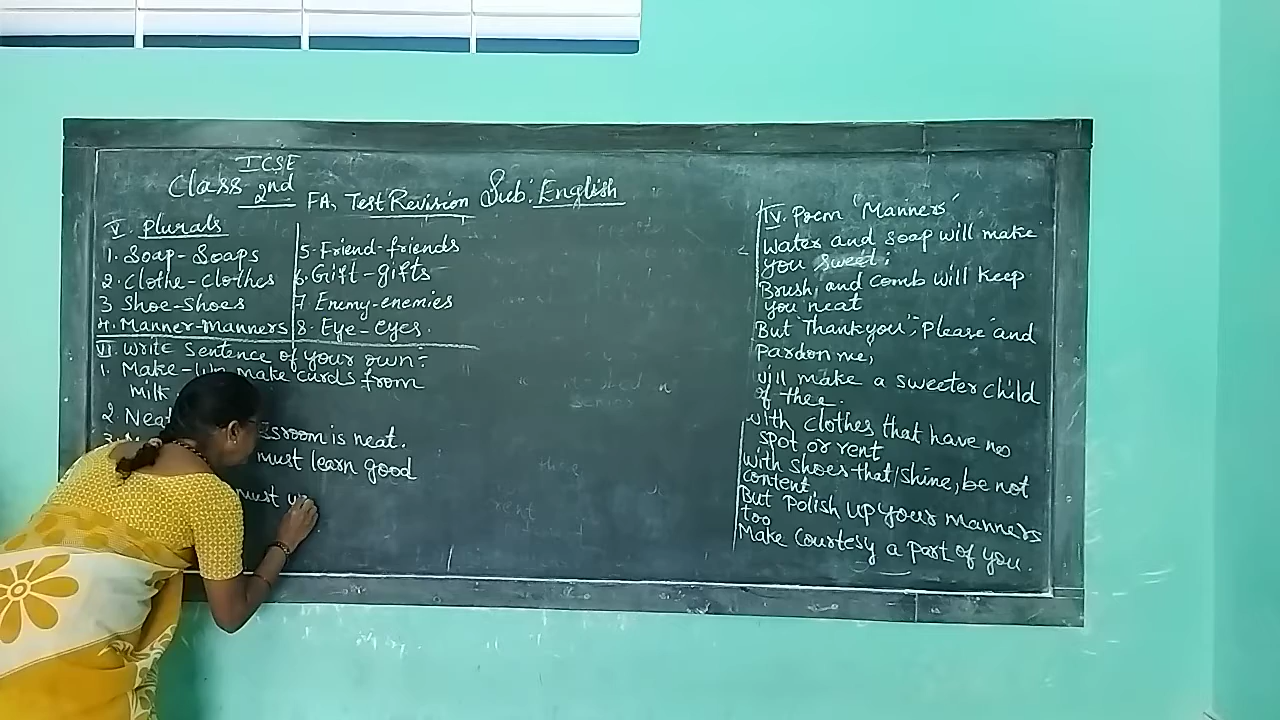 ICSE
Class 2nd FA, Test Revision Sub: English
V. Plurals
1. Soap-Soaps
2. Clothe-Clothes
3 Shoe-Shoes
4. Manner-Manners
5. Friend-friends
6. Gift-gifts
7 Enemy-enemies
8. Eye-eyes.
VI. Write sentence of your own:-
1. Make- make curds from
milk
2. Neat is neat.
must learn good
must
IV. Poem 'Manners'
Water and soap will make
you sweet;
Brush, and comb will keep
you neat
But "Thank you", "Please" and
pardon me,
will make a sweeter child
of thee.
With clothes that have no
spot or rent
With shoes that shine, be not
content,
But Polish up your manners
too
Make Courtesy a part of you.